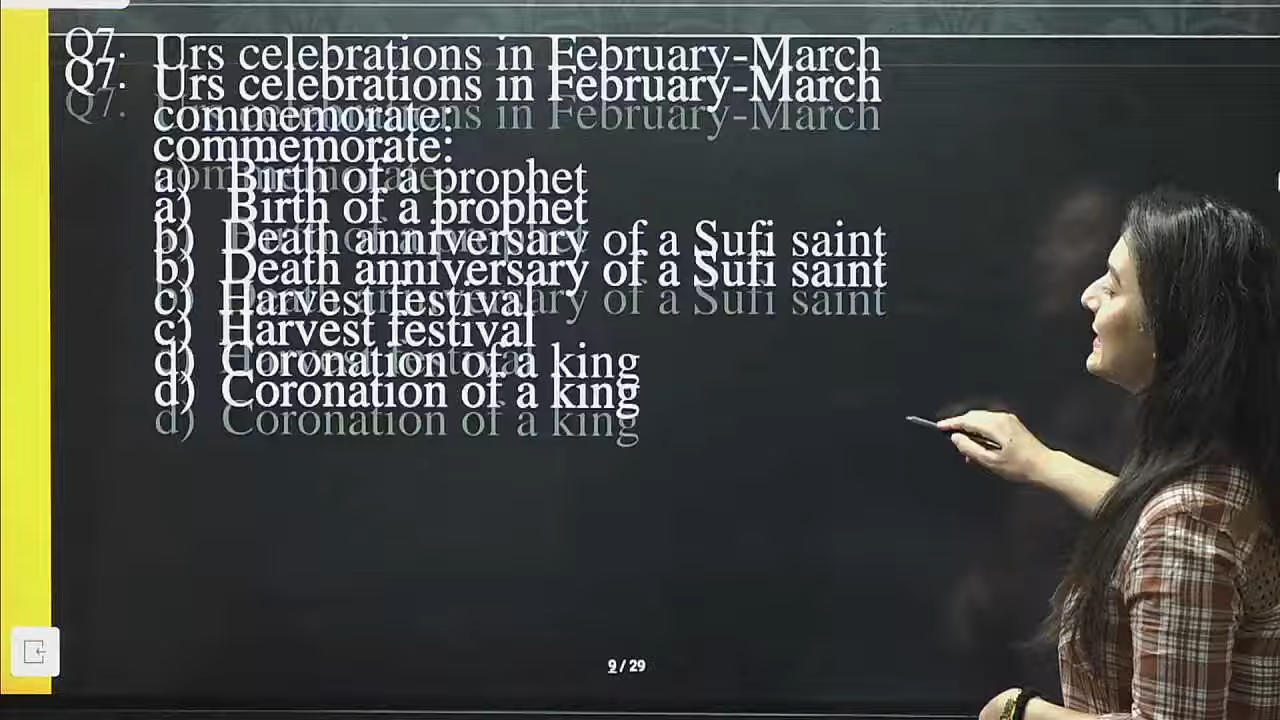 Q7. Urs celebrations in February-March
commemorate:
a) Birth of a prophet
b) Death anniversary of a Sufi saint
c) Harvest festival
d) Coronation of a king
9 / 29